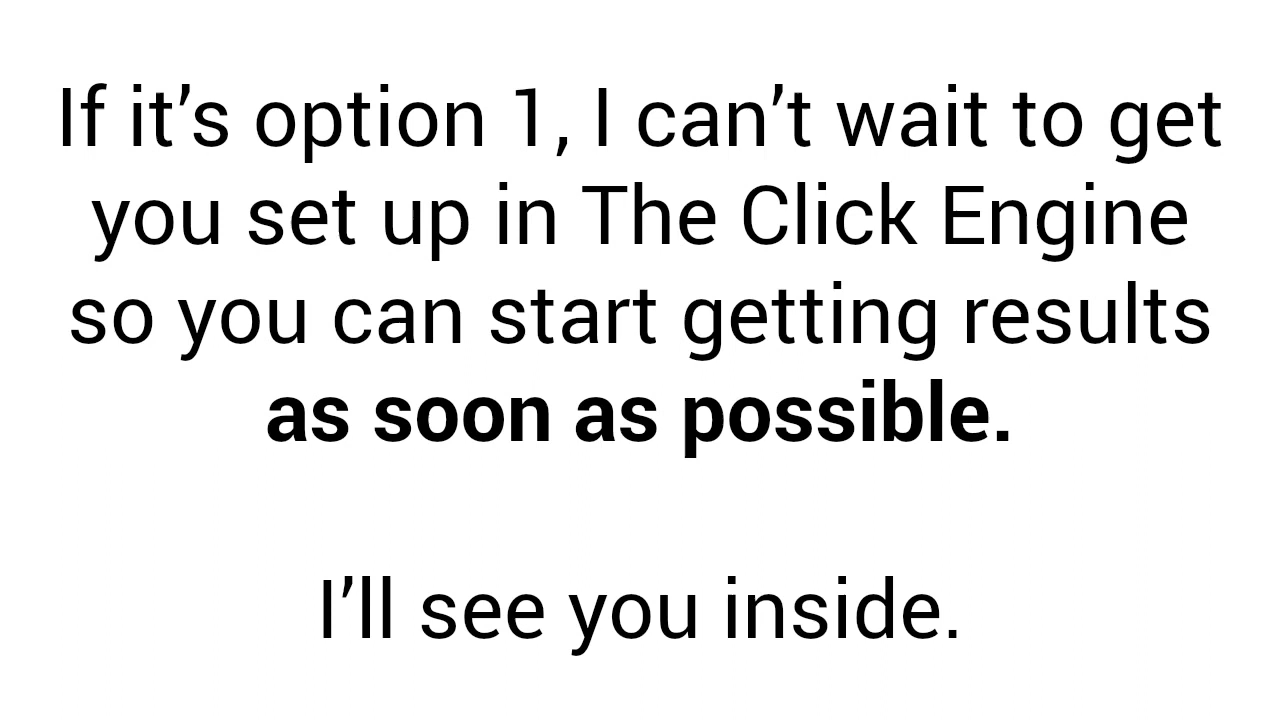 If it’s option 1, I can’t wait to get
you set up in The Click Engine
so you can start getting results
as soon as possible.
I’ll see you inside.